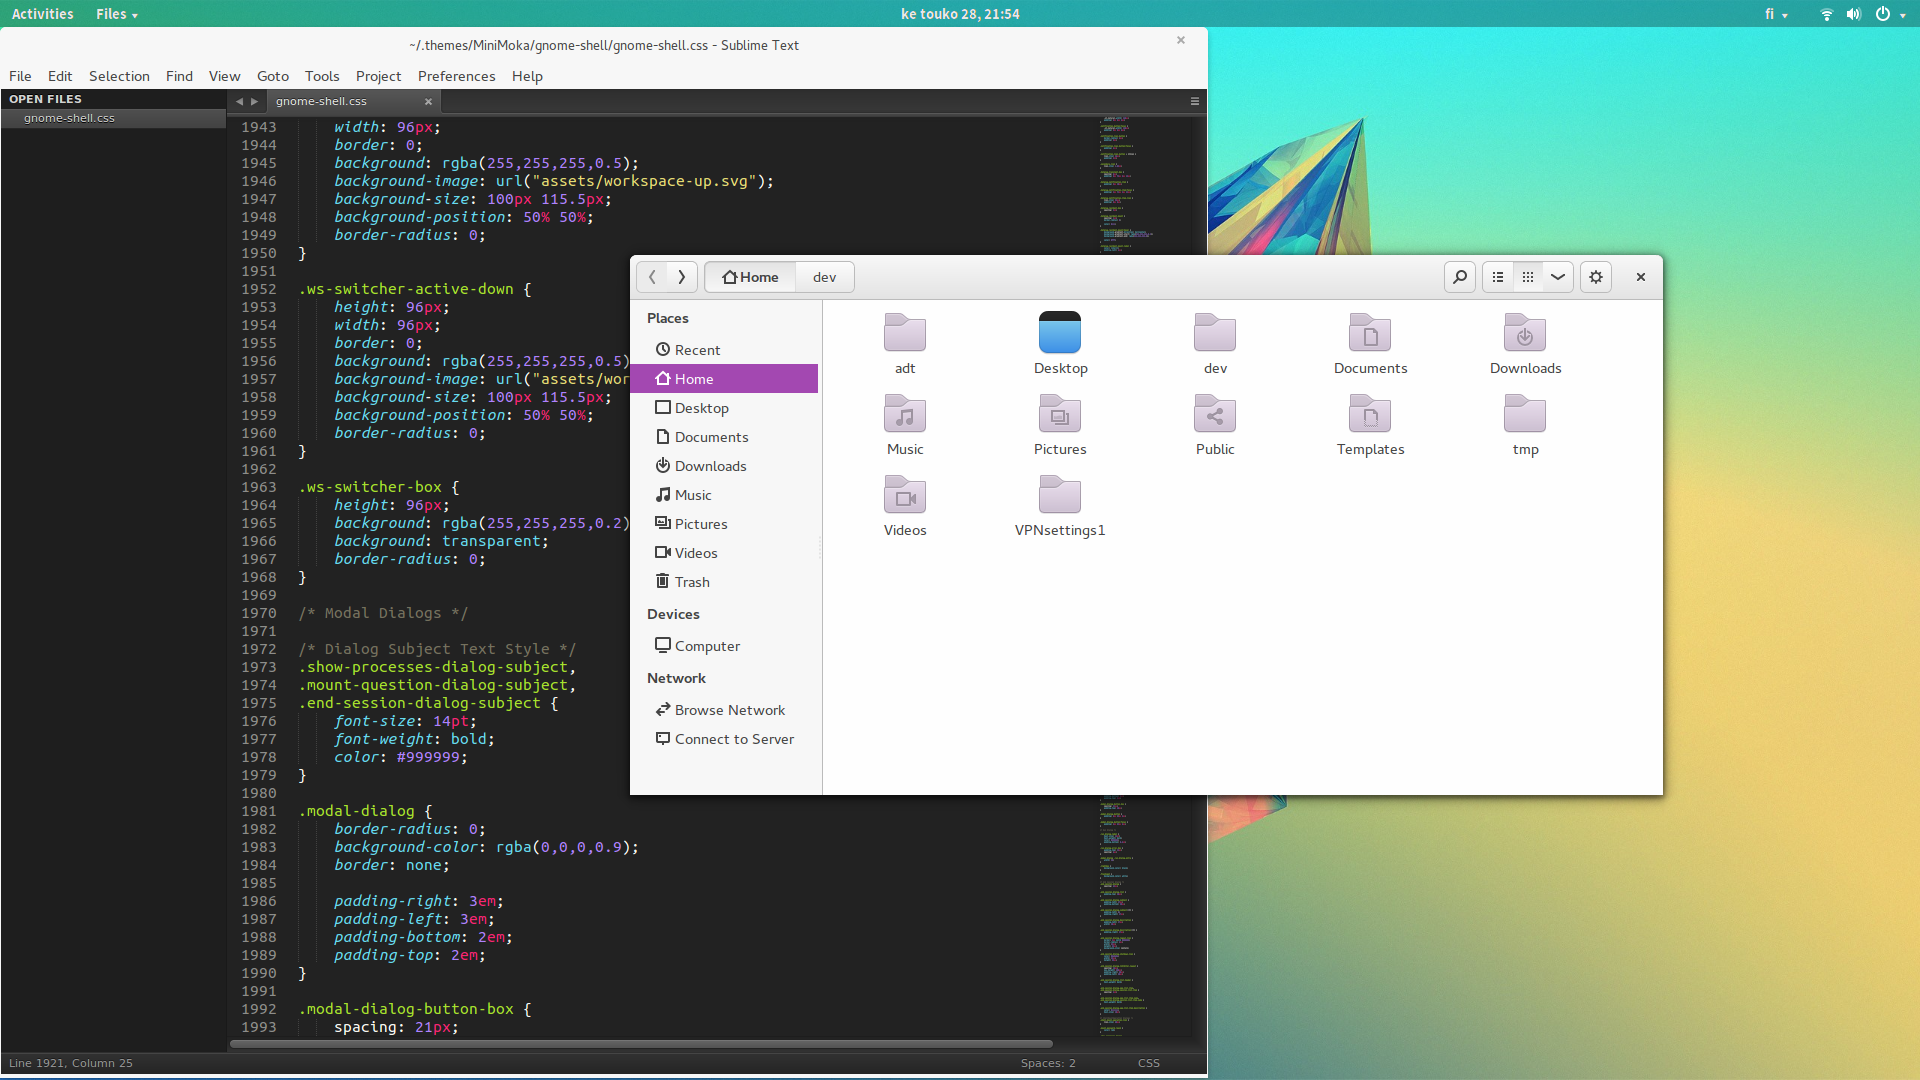 Activities Files ke touko 28, 21:54 fi
~/.themes/MiniMoka/gnome-shell/gnome-shell.css - Sublime Text
File Edit Selection Find View Goto Tools Project Preferences Help
OPEN FILES
gnome-shell.css
gnome-shell.css
1943 width: 96px;
1944 border: 0;
1945 background: rgba(255,255,255,0.5);
1946 background-image: url("assets/workspace-up.svg");
1947 background-size: 100px 115.5px;
1948 background-position: 50% 50%;
1949 border-radius: 0;
1950 }
1951
1952 .ws-switcher-active-down {
1953 height: 96px;
1954 width: 96px;
1955 border: 0;
1956 background: rgba(255,255,255,0.5)
1957 background-image: url("assets/wor
1958 background-size: 100px 115.5px;
1959 background-position: 50% 50%;
1960 border-radius: 0;
1961 }
1962
1963 .ws-switcher-box {
1964 height: 96px;
1965 background: rgba(255,255,255,0.2)
1966 background: transparent;
1967 border-radius: 0;
1968 }
1969
1970 /* Modal Dialogs */
1971
1972 /* Dialog Subject Text Style */
1973 .show-processes-dialog-subject,
1974 .mount-question-dialog-subject,
1975 .end-session-dialog-subject {
1976 font-size: 14pt;
1977 font-weight: bold;
1978 color: #999999;
1979 }
1980
1981 .modal-dialog {
1982 border-radius: 0;
1983 background-color: rgba(0,0,0,0.9);
1984 border: none;
1985
1986 padding-right: 3em;
1987 padding-left: 3em;
1988 padding-bottom: 2em;
1989 padding-top: 2em;
1990 }
1991
1992 .modal-dialog-button-box {
1993 spacing: 21px;
Line 1921, Column 25 Spaces: 2 CSS
Home dev
Places
Recent
Home
Desktop
Documents
Downloads
Music
Pictures
Videos
Trash
Devices
Computer
Network
Browse Network
Connect to Server
adt Desktop dev Documents Downloads
Music Pictures Public Templates tmp
Videos VPNsettings1